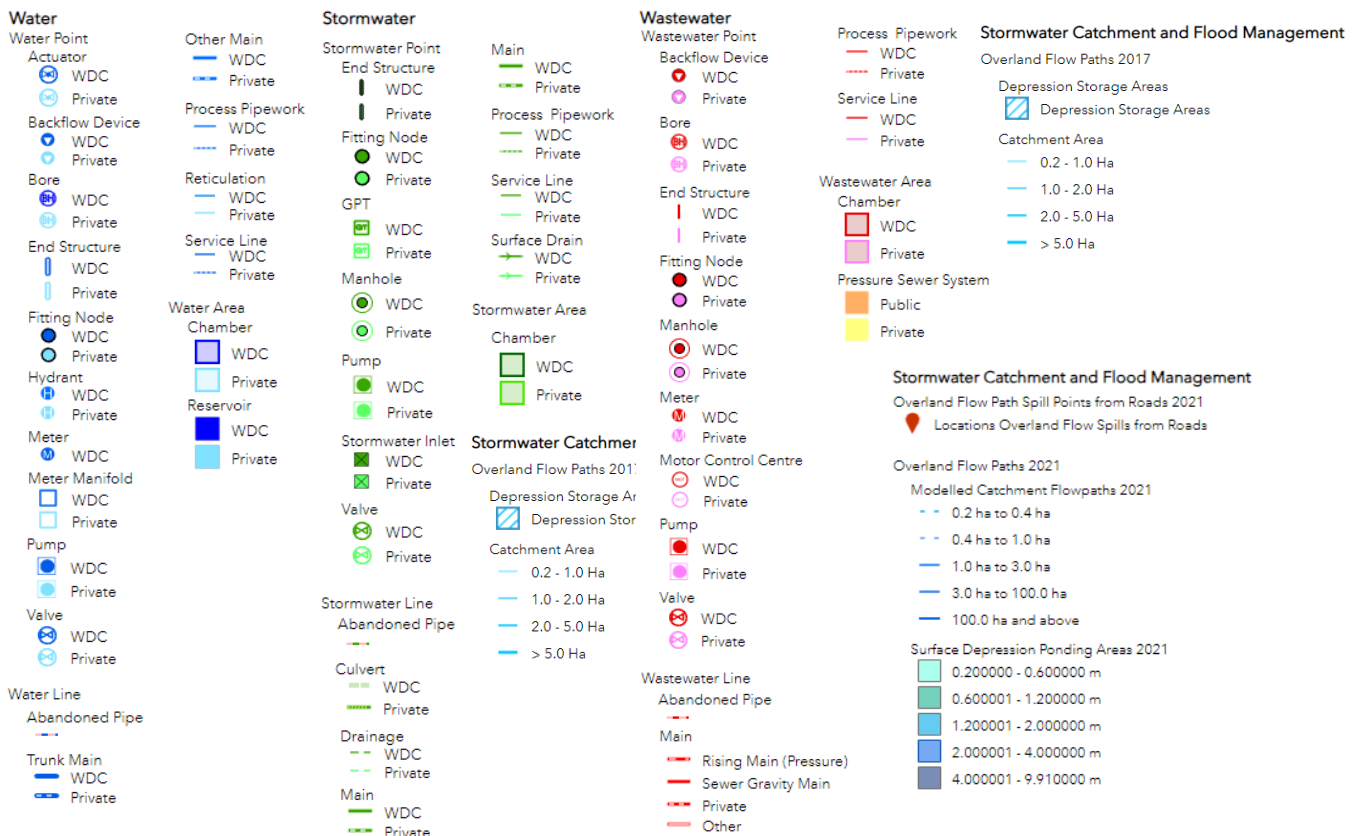 Water
Water Point
Actuator
WDC
Private
Backflow Device
WDC
Private
Bore
WDC
Private
End Structure
WDC
Private
Fitting Node
WDC
Private
Hydrant
WDC
Private
Meter
WDC
Meter Manifold
WDC
Private
Pump
WDC
Private
Valve
WDC
Private
Water Line
Abandoned Pipe
Trunk Main
WDC
Private
Other Main
WDC
Private
Process Pipework
WDC
Private
Reticulation
WDC
Private
Service Line
WDC
Private
Water Area
Chamber
WDC
Private
Reservoir
WDC
Private
Stormwater
Stormwater Point
End Structure
WDC
Private
Fitting Node
WDC
Private
GPT
WDC
Private
Manhole
WDC
Private
Pump
WDC
Private
Stormwater Inlet
WDC
Private
Valve
WDC
Private
Stormwater Line
Abandoned Pipe
Culvert
WDC
Private
Drainage
WDC
Private
Main
WDC
Private
Main
WDC
Private
Process Pipework
WDC
Private
Service Line
WDC
Private
Surface Drain
WDC
Private
Stormwater Area
Chamber
WDC
Private
Stormwater Catchmer
Overland Flow Paths 201
Depression Storage Ar
Depression Stor
Catchment Area
0.2 - 1.0 Ha
1.0 - 2.0 Ha
2.0 - 5.0 Ha
> 5.0 Ha
Wastewater
Wastewater Point
Backflow Device
WDC
Private
Bore
WDC
Private
End Structure
WDC
Private
Fitting Node
WDC
Private
Manhole
WDC
Private
Meter
WDC
Private
Motor Control Centre
WDC
Private
Pump
WDC
Private
Valve
WDC
Private
Wastewater Line
Abandoned Pipe
Main
Rising Main (Pressure)
Sewer Gravity Main
Private
Other
Process Pipework
WDC
Private
Service Line
WDC
Private
Wastewater Area
Chamber
WDC
Private
Pressure Sewer System
Public
Private
Stormwater Catchment and Flood Management
Overland Flow Paths 2017
Depression Storage Areas
Depression Storage Areas
Catchment Area
0.2 - 1.0 Ha
1.0 - 2.0 Ha
2.0 - 5.0 Ha
> 5.0 Ha
Stormwater Catchment and Flood Management
Overland Flow Path Spill Points from Roads 2021
Locations Overland Flow Spills from Roads
Overland Flow Paths 2021
Modelled Catchment Flowpaths 2021
0.2 ha to 0.4 ha
0.4 ha to 1.0 ha
1.0 ha to 3.0 ha
3.0 ha to 100.0 ha
100.0 ha and above
Surface Depression Ponding Areas 2021
0.200000 - 0.600000 m
0.600001 - 1.200000 m
1.200001 - 2.000000 m
2.000001 - 4.000000 m
4.000001 - 9.910000 m